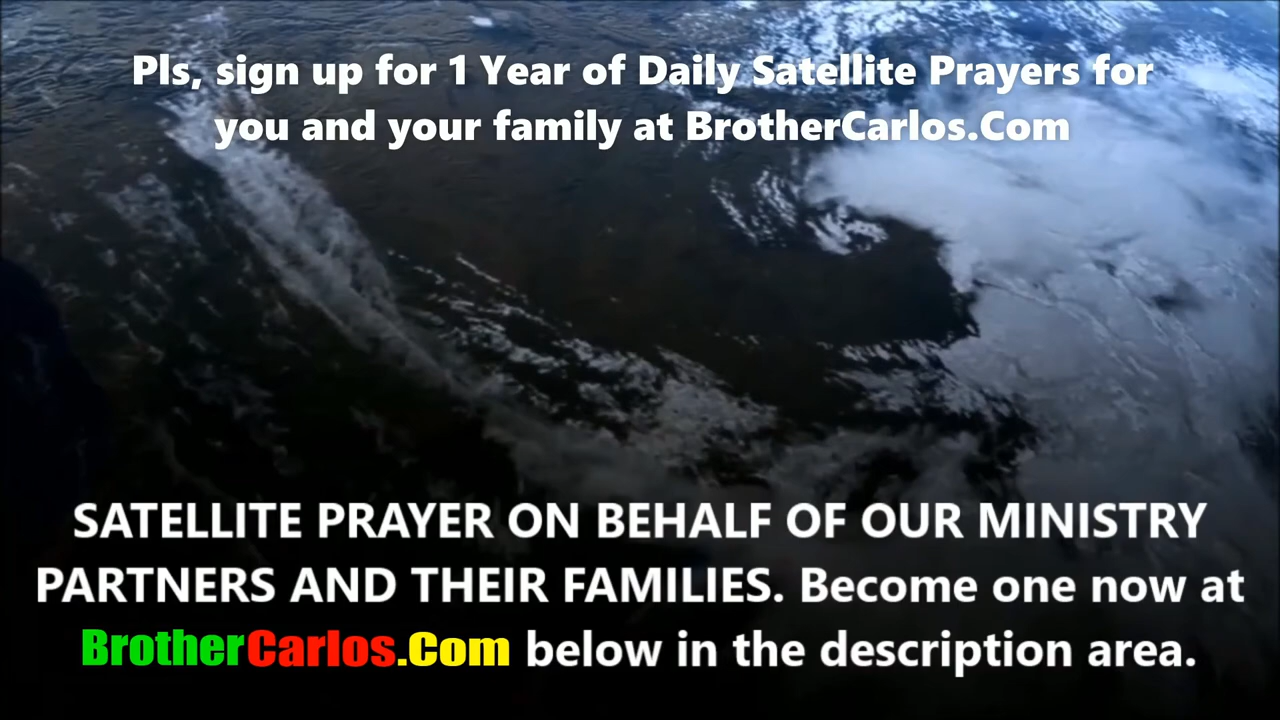 Pls, sign up for 1 Year of Daily Satellite Prayers for
you and your family at BrotherCarlos.Com
SATELLITE PRAYER ON BEHALF OF OUR MINISTRY
PARTNERS AND THEIR FAMILIES. Become one now at
BrotherCarlos.Com below in the description area.